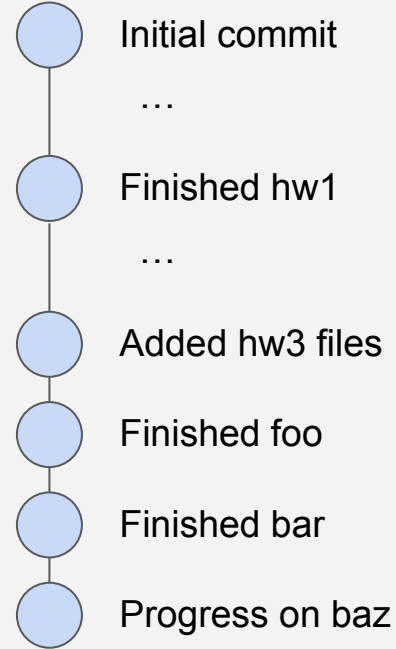 Initial commit
…
Finished hw1
…
Added hw3 files
Finished foo
Finished bar
Progress on baz